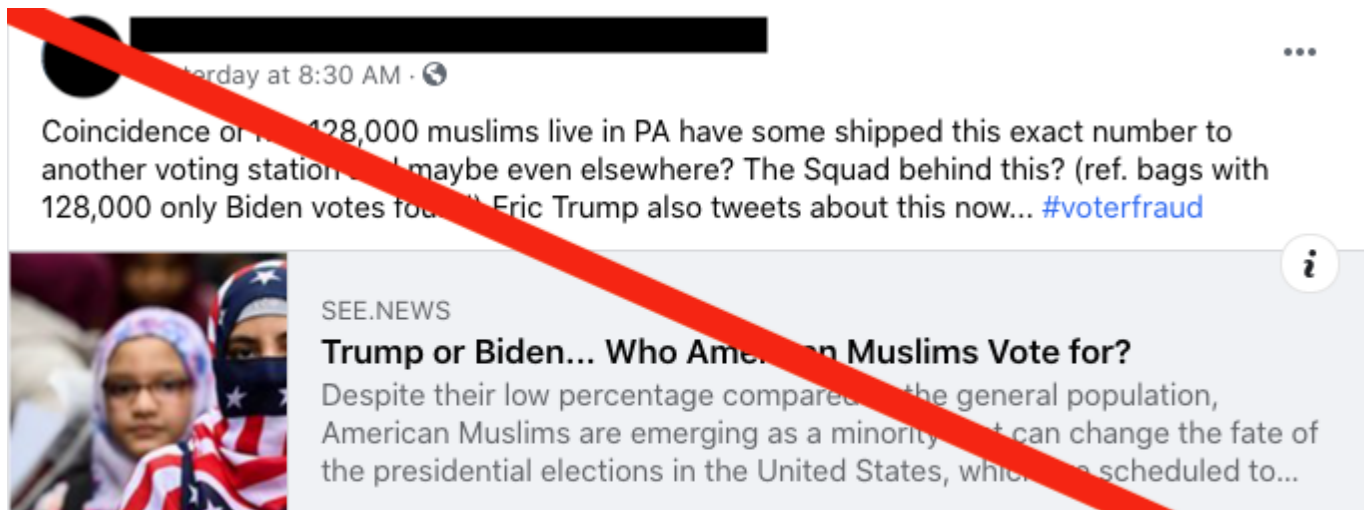 at 8:30 AM ·
Coincidence or 128,000 muslims live in PA have some shipped this exact number to
another voting station maybe even elsewhere? The Squad behind this? (ref. bags with
128,000 only Biden votes Eric Trump also tweets about this now... #voterfraud
SEE.NEWS
Trump or Biden... Who American Muslims Vote for?
Despite their low percentage compared the general population,
American Muslims are emerging as a minority can change the fate of
the presidential elections in the United States, which scheduled to...